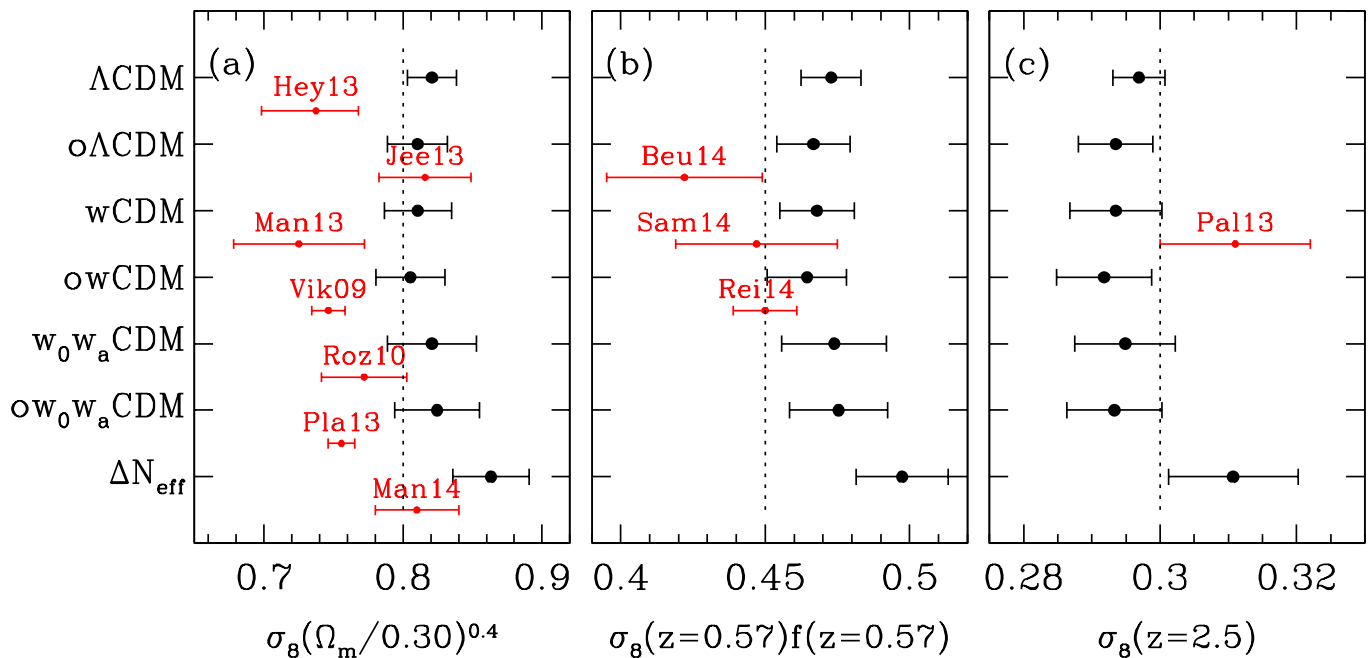 (a)
(b)
(c)
ΛCDM
Hey13
oΛCDM
Jee13
Beu14
wCDM
Man13
Sam14
Pal13
owCDM
Vik09
Rei14
w₀wₐCDM
Roz10
ow₀wₐCDM
Pla13
ΔN_eff
Man14
0.7 0.8 0.9
0.4 0.45 0.5
0.28 0.3 0.32
σ₈(Ω_m/0.30)⁰·⁴
σ₈(z=0.57)f(z=0.57)
σ₈(z=2.5)